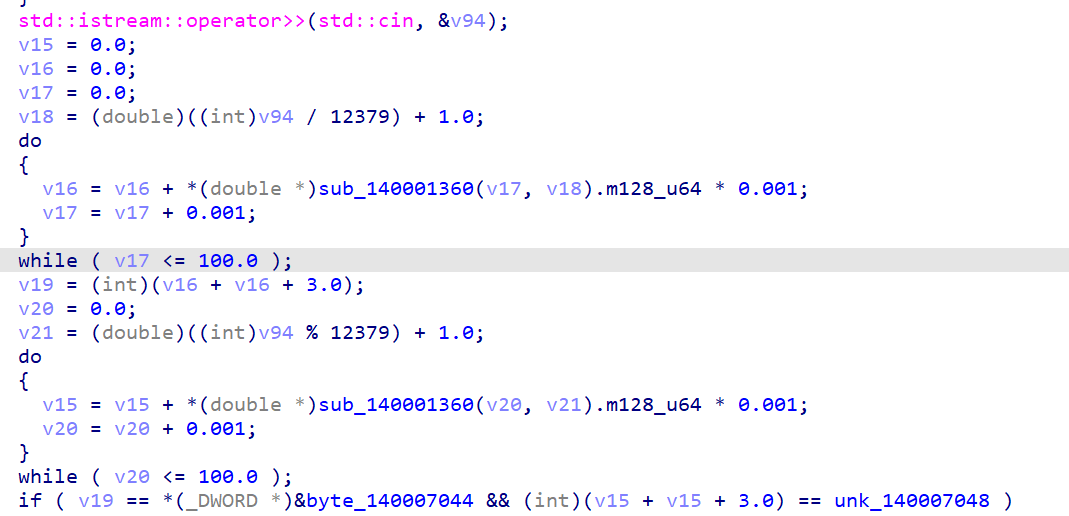 }
std::istream::operator>>(std::cin, &v94);
v15 = 0.0;
v16 = 0.0;
v17 = 0.0;
v18 = (double)((int)v94 / 12379) + 1.0;
do
{
  v16 = v16 + *(double *)sub_140001360(v17, v18).m128_u64 * 0.001;
  v17 = v17 + 0.001;
}
while ( v17 <= 100.0 );
v19 = (int)(v16 + v16 + 3.0);
v20 = 0.0;
v21 = (double)((int)v94 % 12379) + 1.0;
do
{
  v15 = v15 + *(double *)sub_140001360(v20, v21).m128_u64 * 0.001;
  v20 = v20 + 0.001;
}
while ( v20 <= 100.0 );
if ( v19 == *(_DWORD *)&byte_140007044 && (int)(v15 + v15 + 3.0) == unk_140007048 )